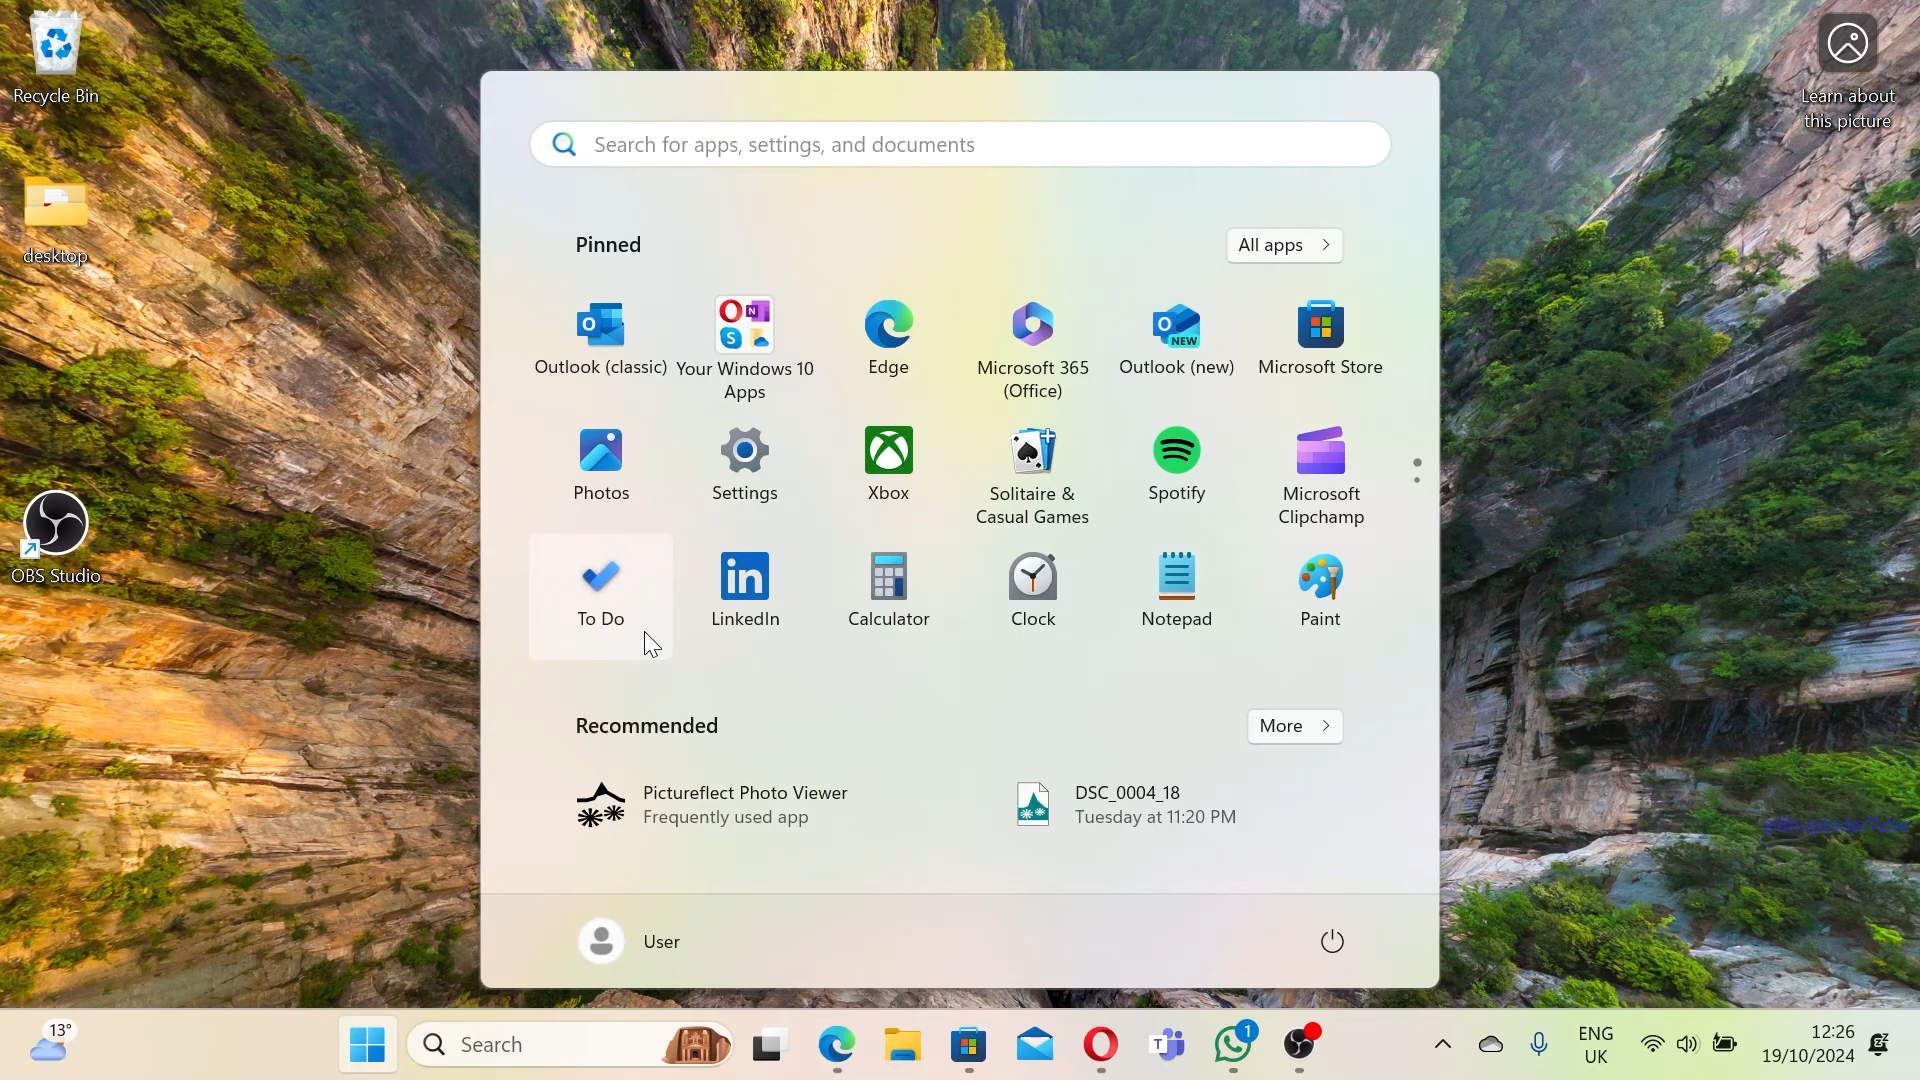 Recycle Bin
desktop
OBS Studio
Learn about
this picture
Search for apps, settings, and documents
Pinned
All apps
Outlook (classic)
Your Windows 10
Apps
Edge
Microsoft 365
(Office)
NEW
Outlook (new)
Microsoft Store
Photos
Settings
Xbox
Solitaire &
Casual Games
Spotify
Microsoft
Clipchamp
To Do
LinkedIn
Calculator
Clock
Notepad
Paint
Recommended
More
Pictureflect Photo Viewer
Frequently used app
DSC_0004_18
Tuesday at 11:20 PM
@BhupinderTube
User
13°
Search
1
ENG
UK
12:26
19/10/2024